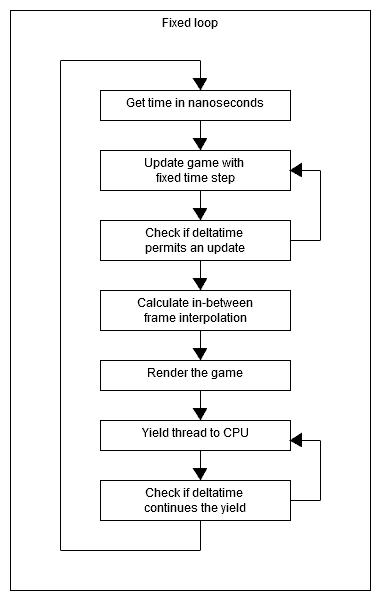 Fixed loop
Get time in nanoseconds
Update game with
fixed time step
Check if deltatime
permits an update
Calculate in-between
frame interpolation
Render the game
Yield thread to CPU
Check if deltatime
continues the yield